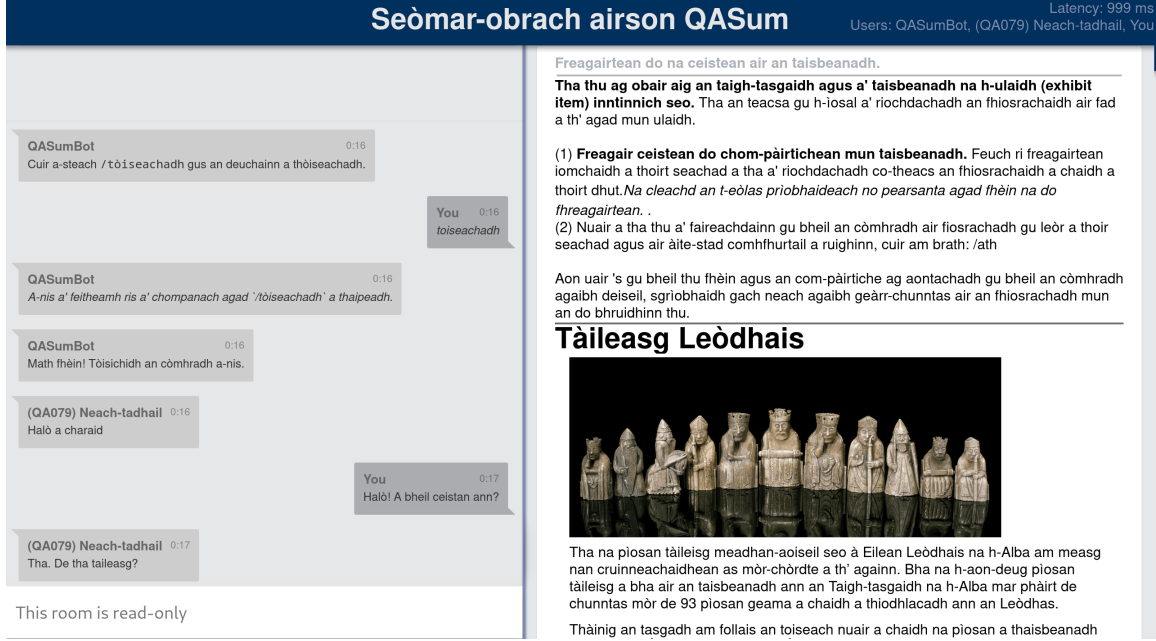 Seòmar-obrach airson QASum
Latency: 999 ms
Users: QASumBot, (QA079) Neach-tadhail, You
QASumBot 0:16
Cuir a-steach /tòiseachadh gus an deuchainn a thòiseachadh.
You 0:16
toiseachadh
QASumBot 0:16
A-nis a' feitheamh ris a' chompanach agad `/tòiseachadh` a thaipeadh.
QASumBot 0:16
Math fhèin! Tòisichidh an còmhradh a-nis.
(QA079) Neach-tadhail 0:16
Halò a charaid
You 0:17
Halò! A bheil ceistan ann?
(QA079) Neach-tadhail 0:17
Tha. De tha taileasg?
This room is read-only
Freagairtean do na ceistean air an taisbeanadh.
Tha thu ag obair aig an taigh-tasgaidh agus a' taisbeanadh na h-ulaidh (exhibit
item) inntinnich seo. Tha an teacsa gu h-ìosal a' riochdachadh an fhiosrachaidh air fad
a th' agad mun ulaidh.
(1) Freagair ceistean do chom-pàirtichean mun taisbeanadh. Feuch ri freagairtean
iomchaidh a thoirt seachad a tha a' riochdachadh co-theacs an fhiosrachaidh a chaidh a
thoirt dhut.Na cleachd an t-eòlas prìobhaideach no pearsanta agad fhèin na do
fhreagairtean. .
(2) Nuair a tha thu a' faireachdainn gu bheil an còmhradh air fiosrachadh gu leòr a thoir
seachad agus air àite-stad comhfhurtail a ruighinn, cuir am brath: /ath
Aon uair 's gu bheil thu fhèin agus an com-pàirtiche ag aontachadh gu bheil an còmhradh
agaibh deiseil, sgrìobhaidh gach neach agaibh geàrr-chunntas air an fhiosrachadh mun
an do bhruidhinn thu.
Tàileasg Leòdhais
Tha na pìosan tàileisg meadhan-aoiseil seo à Eilean Leòdhais na h-Alba am measg
nan cruinneachaidhean as mòr-chòrdte a th' againn. Bha na h-aon-deug pìosan
tàileisg a bha air an taisbeanadh ann an Taigh-tasgaidh na h-Alba mar phàirt de
chunntas mòr de 93 pìosan geama a chaidh a thiodhlacadh ann an Leòdhas.
Thàinig an tasgadh am follais an toiseach nuair a chaidh na pìosan a thaisbeanadh